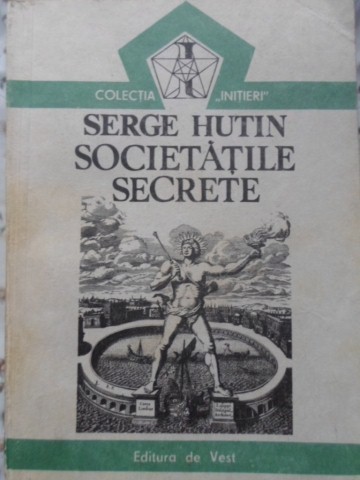 COLECȚIA „INIȚIERI"
SERGE HUTIN
SOCIETĂȚILE
SECRETE
Editura de Vest